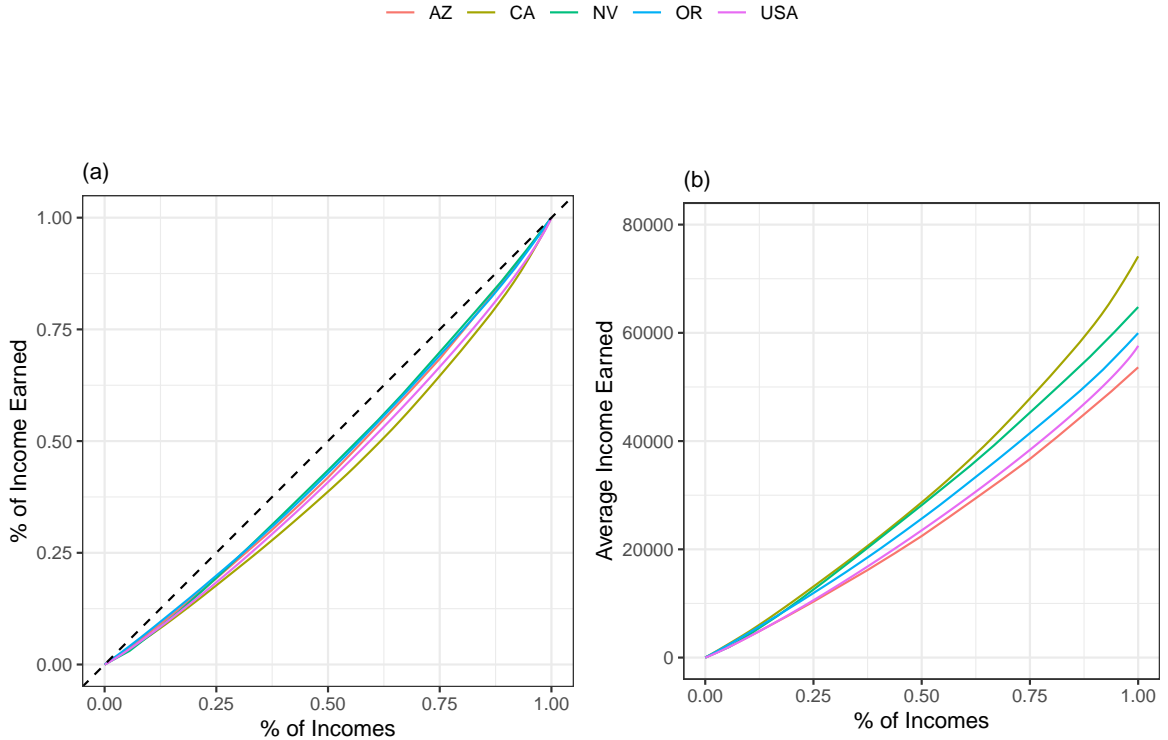 AZ CA NV OR USA
(a)
1.00
0.75
0.50
0.25
0.00
% of Income Earned
0.00 0.25 0.50 0.75 1.00
% of Incomes
(b)
80000
60000
40000
20000
0
Average Income Earned
0.00 0.25 0.50 0.75 1.00
% of Incomes